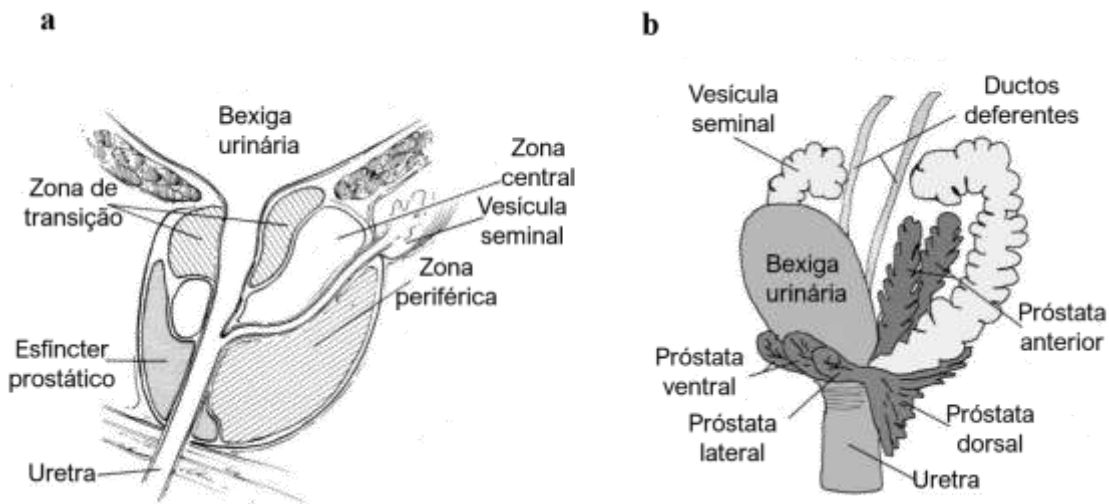 a
Bexiga
urinária
Zona de
transição
Zona
central
Vesícula
seminal
Zona
periférica
Esfíncter
prostático
Uretra
b
Vesícula
seminal
Ductos
deferentes
Bexiga
urinária
Próstata
anterior
Próstata
ventral
Próstata
lateral
Próstata
dorsal
Uretra